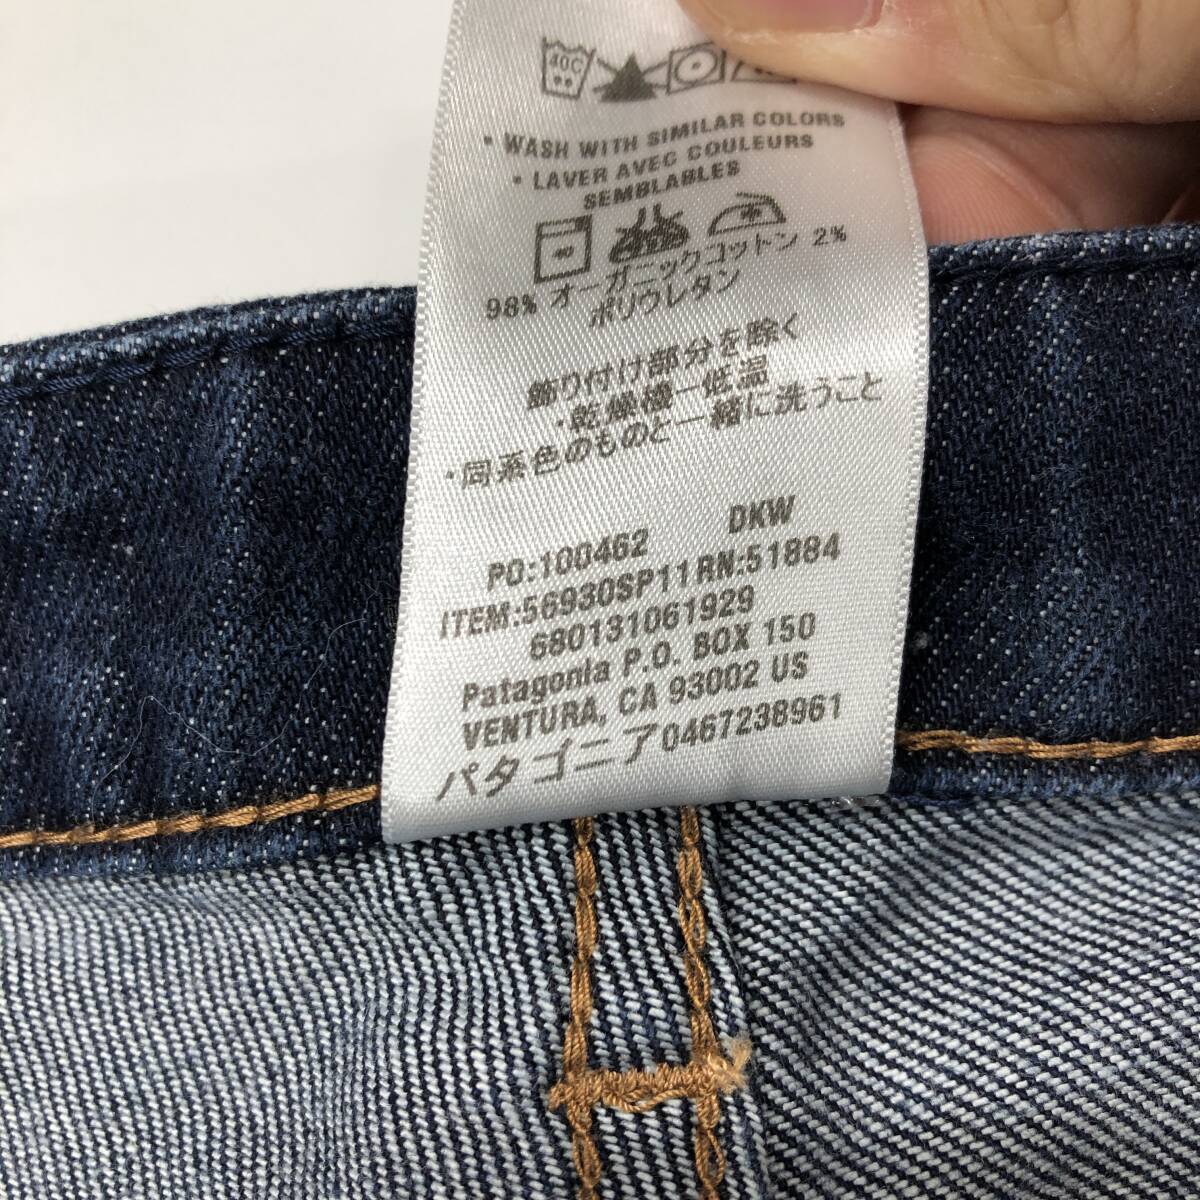 40C
• WASH WITH SIMILAR COLORS
• LAVER AVEC COULEURS
SEMBLABLES
98% オーガニックコットン 2%
ポリウレタン
飾り付け部分を除く
・乾燥機－低温
・同系色のものと一緒に洗うこと
PO:100462 DKW
ITEM:56930SP11 RN:51884
680131061929
Patagonia P.O. BOX 150
VENTURA, CA 93002 US
パタゴニア0467238961